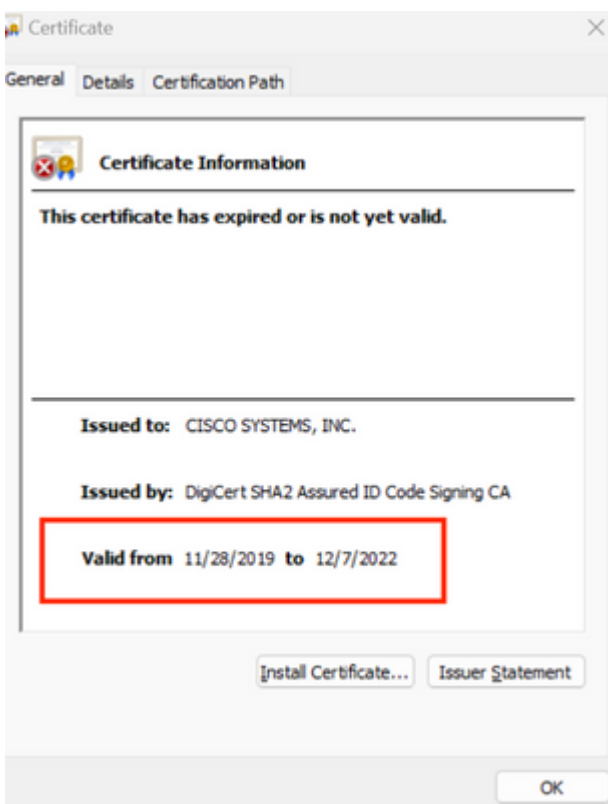 Certificate
General Details Certification Path
Certificate Information
This certificate has expired or is not yet valid.
Issued to: CISCO SYSTEMS, INC.
Issued by: DigiCert SHA2 Assured ID Code Signing CA
Valid from 11/28/2019 to 12/7/2022
Install Certificate... Issuer Statement
OK